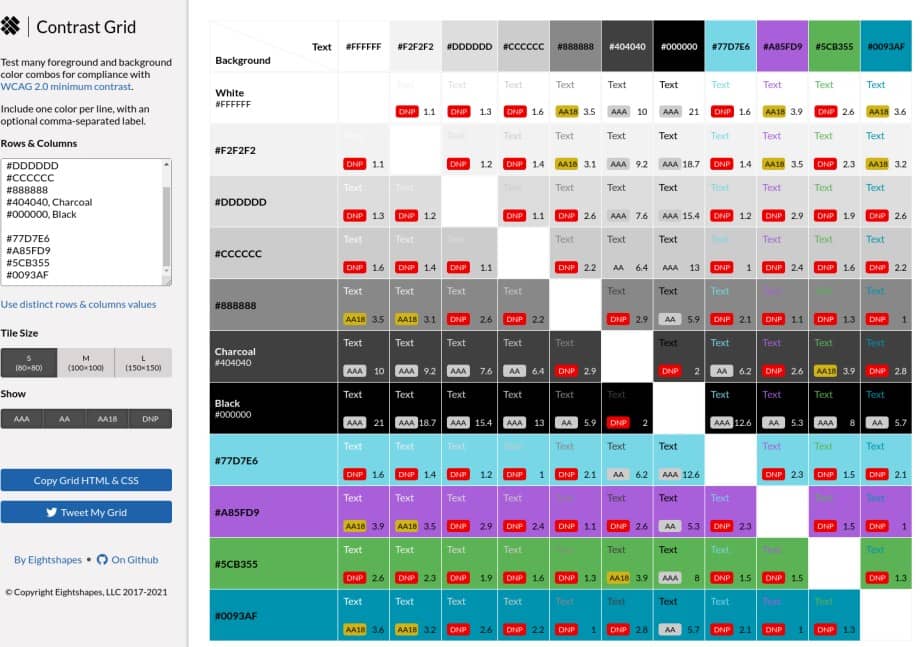 Contrast Grid
Test many foreground and background
color combos for compliance with
WCAG 2.0 minimum contrast.
Include one color per line, with an
optional comma-separated label.
Rows & Columns
#DDDDDD
#CCCCCC
#888888
#404040, Charcoal
#000000, Black
#77D7E6
#A85FD9
#5CB355
#0093AF
Use distinct rows & columns values
Tile Size
S M L
(80×80) (100×100) (150×150)
Show
AAA AA AA18 DNP
Copy Grid HTML & CSS
Tweet My Grid
By Eightshapes • On Github
© Copyright Eightshapes, LLC 2017-2021
Text #FFFFFF #F2F2F2 #DDDDDD #CCCCCC #888888 #404040 #000000 #77D7E6 #A85FD9 #5CB355 #0093AF
Background
White
#FFFFFF
Text Text Text Text Text Text Text Text Text Text
DNP 1.1 DNP 1.3 DNP 1.6 AA18 3.5 AAA 10 AAA 21 DNP 1.6 AA18 3.9 DNP 2.6 AA18 3.6
#F2F2F2
Text Text Text Text Text Text Text Text Text Text
DNP 1.1 DNP 1.2 DNP 1.4 AA18 3.1 AAA 9.2 AAA 18.7 DNP 1.4 AA18 3.5 DNP 2.3 AA18 3.2
#DDDDDD
Text Text Text Text Text Text Text Text Text Text
DNP 1.3 DNP 1.2 DNP 1.1 DNP 2.6 AAA 7.6 AAA 15.4 DNP 1.2 DNP 2.9 DNP 1.9 DNP 2.6
#CCCCCC
Text Text Text Text Text Text Text Text Text
DNP 1.6 DNP 1.4 DNP 1.1 DNP 2.2 AA 6.4 AAA 13 DNP 1 DNP 2.4 DNP 1.6 DNP 2.2
#888888
Text Text Text Text Text Text Text Text Text Text
AA18 3.5 AA18 3.1 DNP 2.6 DNP 2.2 DNP 2.9 AA 5.9 DNP 2.1 DNP 1.1 DNP 1.3 DNP 1
Charcoal
#404040
Text Text Text Text Text Text Text Text Text Text
AAA 10 AAA 9.2 AAA 7.6 AA 6.4 DNP 2.9 DNP 2 AA 6.2 DNP 2.6 AA18 3.9 DNP 2.8
Black
#000000
Text Text Text Text Text Text Text Text Text Text
AAA 21 AAA 18.7 AAA 15.4 AAA 13 AA 5.9 DNP 2 AAA 12.6 AA 5.3 AAA 8 AA 5.7
#77D7E6
Text Text Text Text Text Text Text Text Text
DNP 1.6 DNP 1.4 DNP 1.2 DNP 1 DNP 2.1 AA 6.2 AAA 12.6 DNP 2.3 DNP 1.5 DNP 2.1
#A85FD9
Text Text Text Text Text Text Text Text Text
AA18 3.9 AA18 3.5 DNP 2.9 DNP 2.4 DNP 1.1 DNP 2.6 AA 5.3 DNP 2.3 DNP 1.5 DNP 1
#5CB355
Text Text Text Text Text Text Text Text Text
DNP 2.6 DNP 2.3 DNP 1.9 DNP 1.6 DNP 1.3 AA18 3.9 AAA 8 DNP 1.5 DNP 1.5 DNP 1.3
#0093AF
Text Text Text Text Text Text Text Text Text
AA18 3.6 AA18 3.2 DNP 2.6 DNP 2.2 DNP 1 DNP 2.8 AA 5.7 DNP 2.1 DNP 1 DNP 1.3